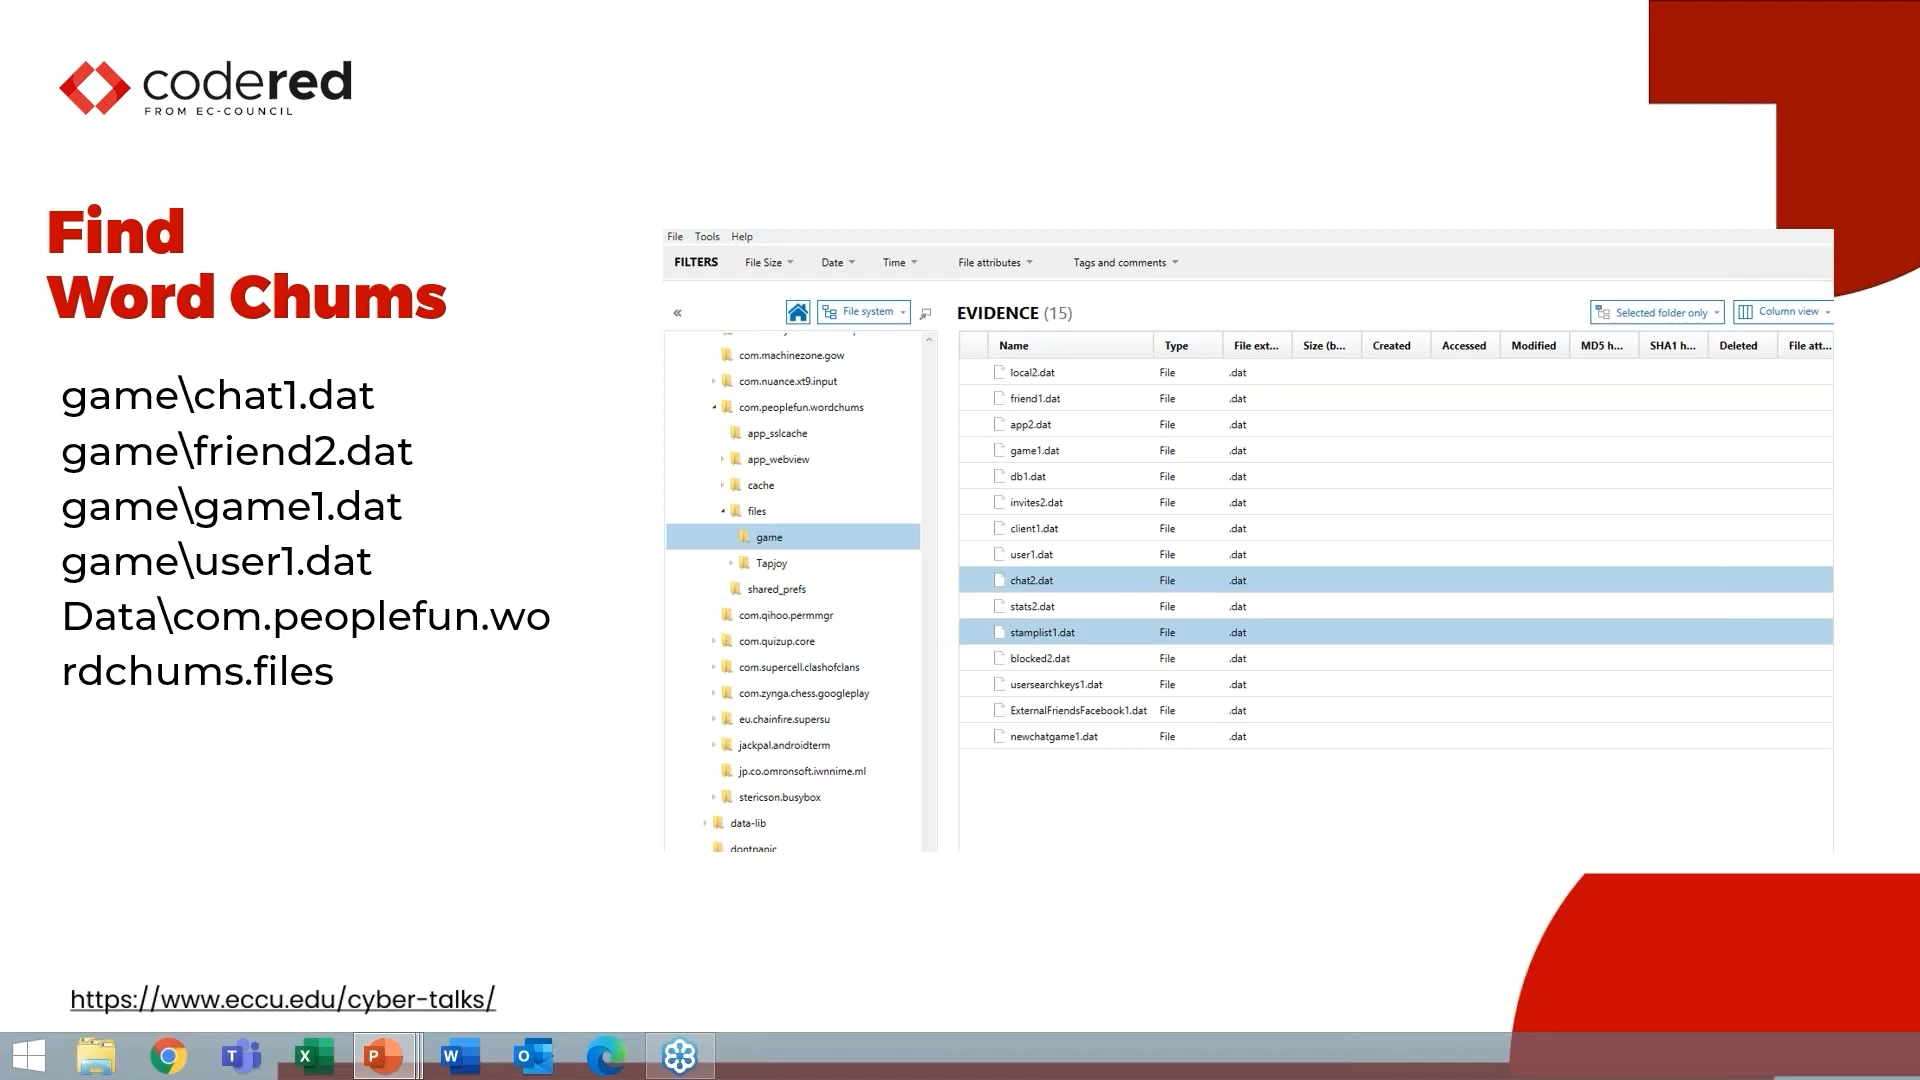 codered
FROM EC-COUNCIL
Find
Word Chums
game\chat1.dat
game\friend2.dat
game\game1.dat
game\user1.dat
Data\com.peoplefun.wo
rdchums.files
https://www.eccu.edu/cyber-talks/
File Tools Help
FILTERS File Size Date Time File attributes Tags and comments
« File system
com.machinezone.gow
com.nuance.xt9.input
com.peoplefun.wordchums
app_sslcache
app_webview
cache
files
game
Tapjoy
shared_prefs
com.qihoo.permmgr
com.quizup.core
com.supercell.clashofclans
com.zynga.chess.googleplay
eu.chainfire.supersu
jackpal.androidterm
jp.co.omronsoft.iwnnime.ml
stericson.busybox
data-lib
dontpanic
EVIDENCE (15) Selected folder only Column view
Name Type File ext... Size (b... Created Accessed Modified MD5 h... SHA1 h... Deleted File att...
local2.dat File .dat
friend1.dat File .dat
app2.dat File .dat
game1.dat File .dat
db1.dat File .dat
invites2.dat File .dat
client1.dat File .dat
user1.dat File .dat
chat2.dat File .dat
stats2.dat File .dat
stamplist1.dat File .dat
blocked2.dat File .dat
usersearchkeys1.dat File .dat
ExternalFriendsFacebook1.dat File .dat
newchatgame1.dat File .dat
T X P W O